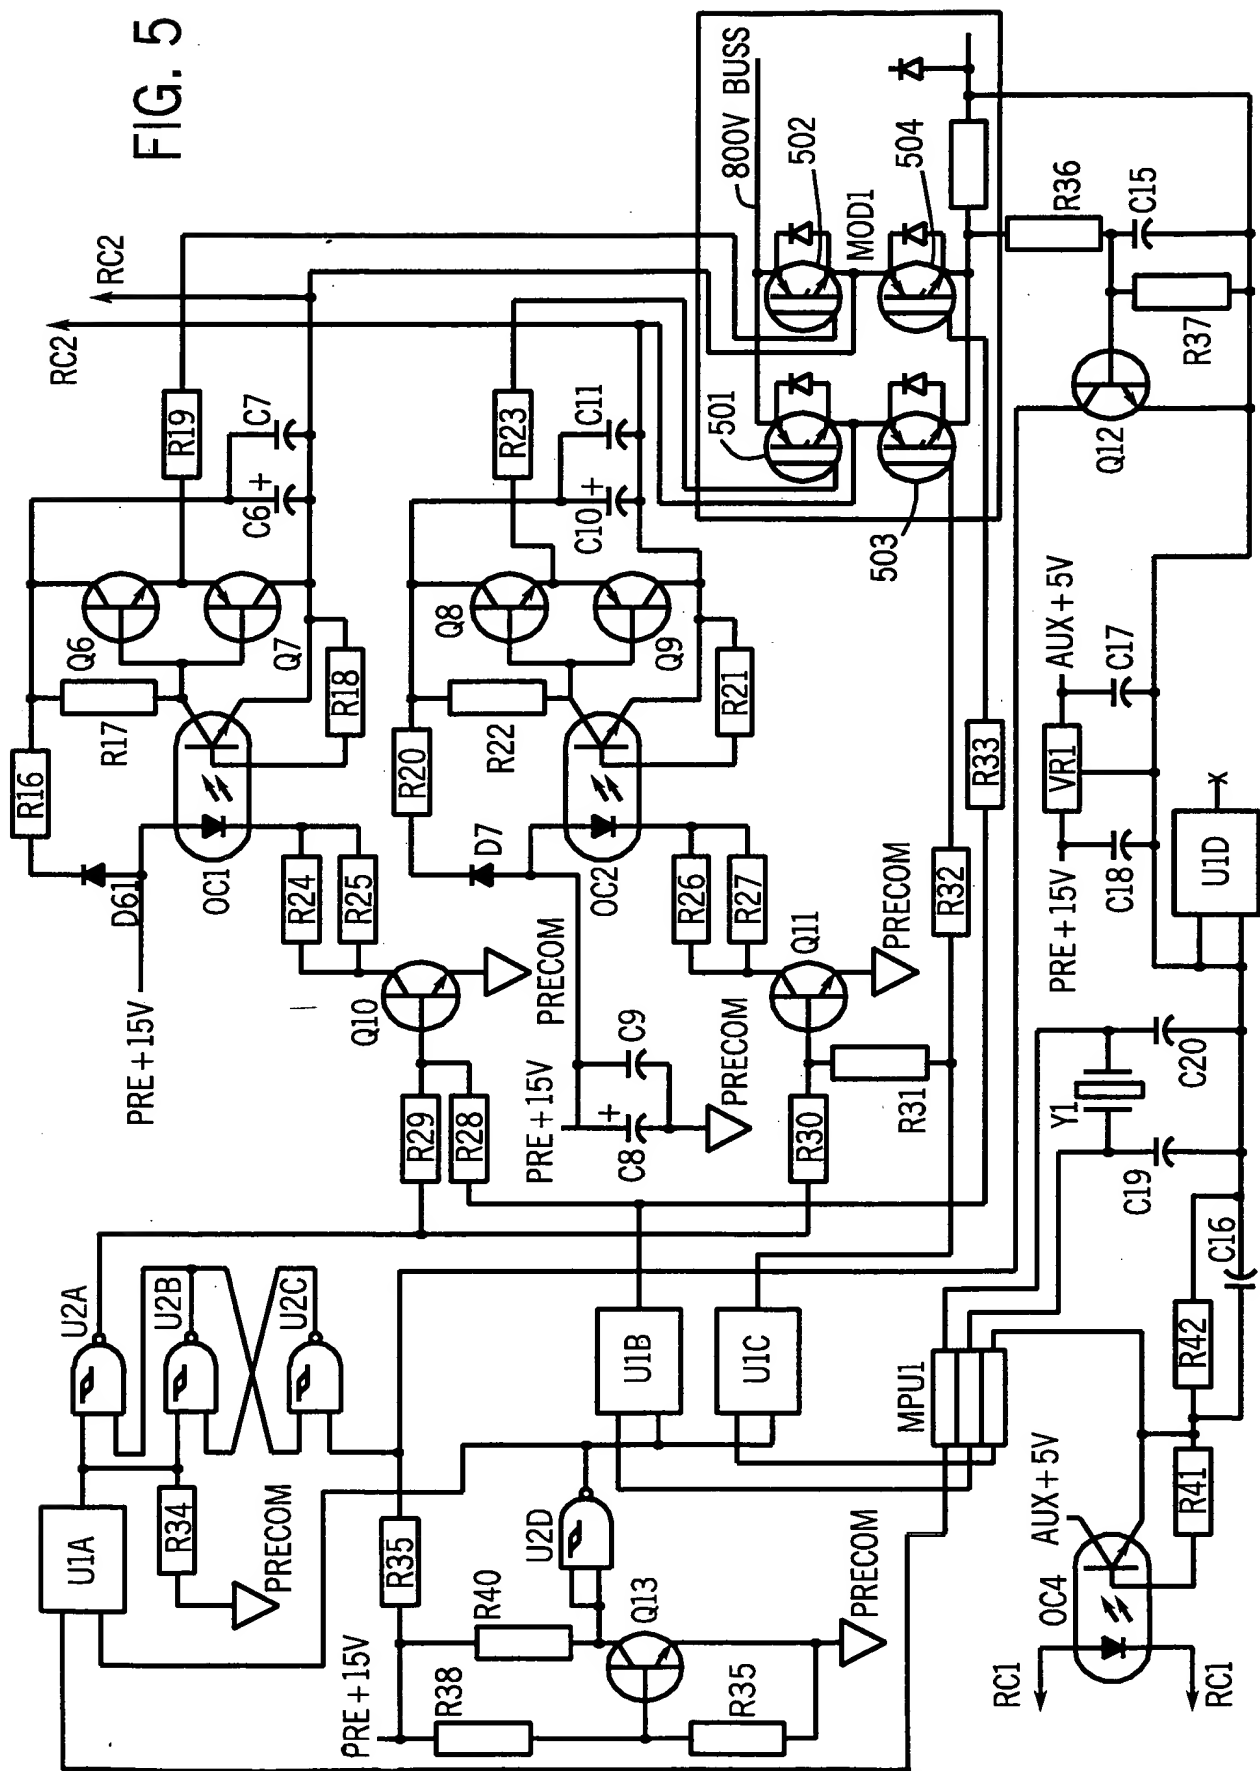 FIG. 5
RC2
RC2
800V BUSS
R19
C7
C6 +
R23
C11
C10 +
501
502
MOD1
504
503
R36
C15
R37
Q12
R16
R17
Q6
Q7
R18
OC1
D61
PRE+15V
R24
R25
Q10
PRECOM
R20
R22
Q8
Q9
R21
D7
OC2
R26
R27
Q11
PRECOM
R33
R32
AUX+5V
C17
VR1
C18
PRE+15V
U1D
X
R29
R28
PRE+15V
+
C8
C9
PRECOM
R30
R31
Y1
C20
C19
U2A
U2B
U2C
U1A
R34
PRECOM
U1B
U1C
U2D
R35
R40
Q13
PRE+15V
R38
R35
PRECOM
MPU1
R42
C16
R41
AUX+5V
OC4
RC1
RC1